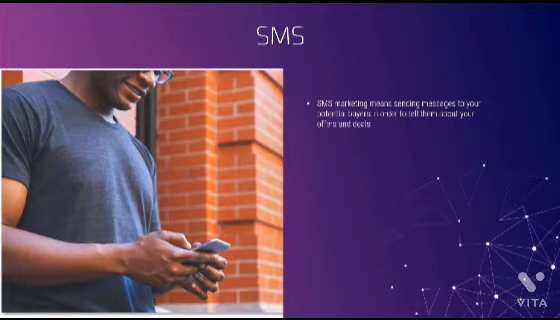 SMS
• SMS marketing means sending messages to your
potential buyers in order to tell them about your
offers and deals
VITA